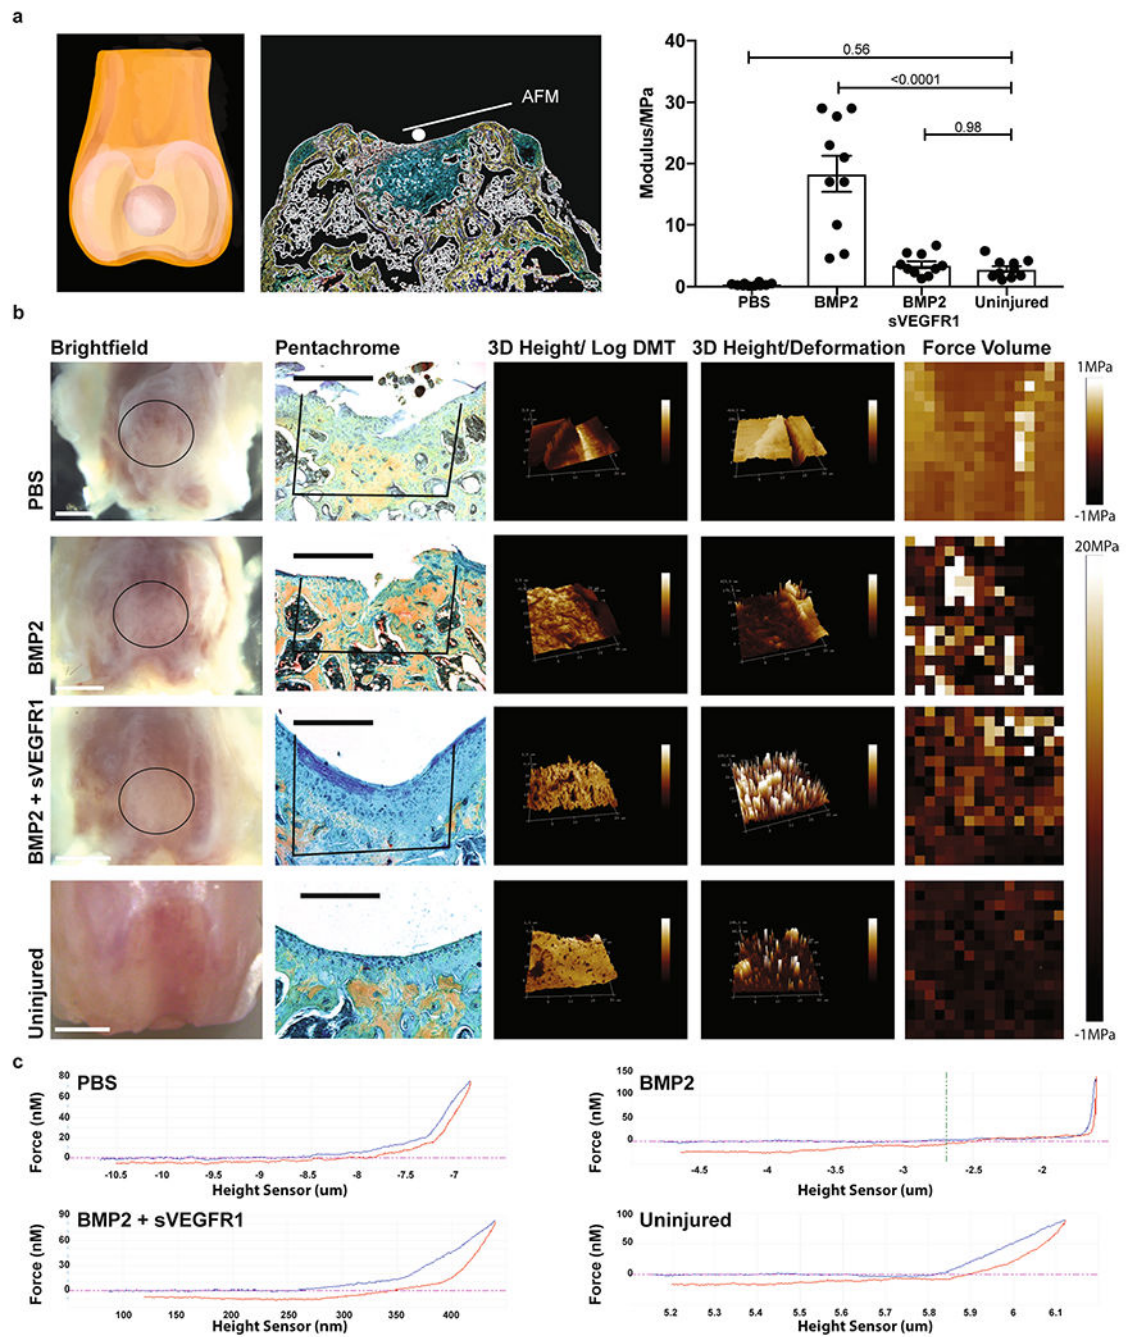 a
AFM
Modulus/MPa
40
30
20
10
0
0.56
<0.0001
0.98
PBS
BMP2
BMP2
sVEGFR1
Uninjured
b
Brightfield
Pentachrome
3D Height/ Log DMT
3D Height/Deformation
Force Volume
PBS
1MPa
-1MPa
BMP2
20MPa
BMP2 + sVEGFR1
Uninjured
-1MPa
c
PBS
Force (nM)
80
60
40
20
0
-10.5
-10
-9.5
-9
-8.5
-8
-7.5
-7
Height Sensor (um)
BMP2
Force (nM)
150
100
50
0
-4.5
-4
-3.5
-3
-2.5
-2
Height Sensor (um)
BMP2 + sVEGFR1
Force (nM)
90
60
30
0
100
150
200
250
300
350
400
Height Sensor (nm)
Uninjured
Force (nM)
100
50
0
5.2
5.3
5.4
5.5
5.6
5.7
5.8
5.9
6
6.1
Height Sensor (um)